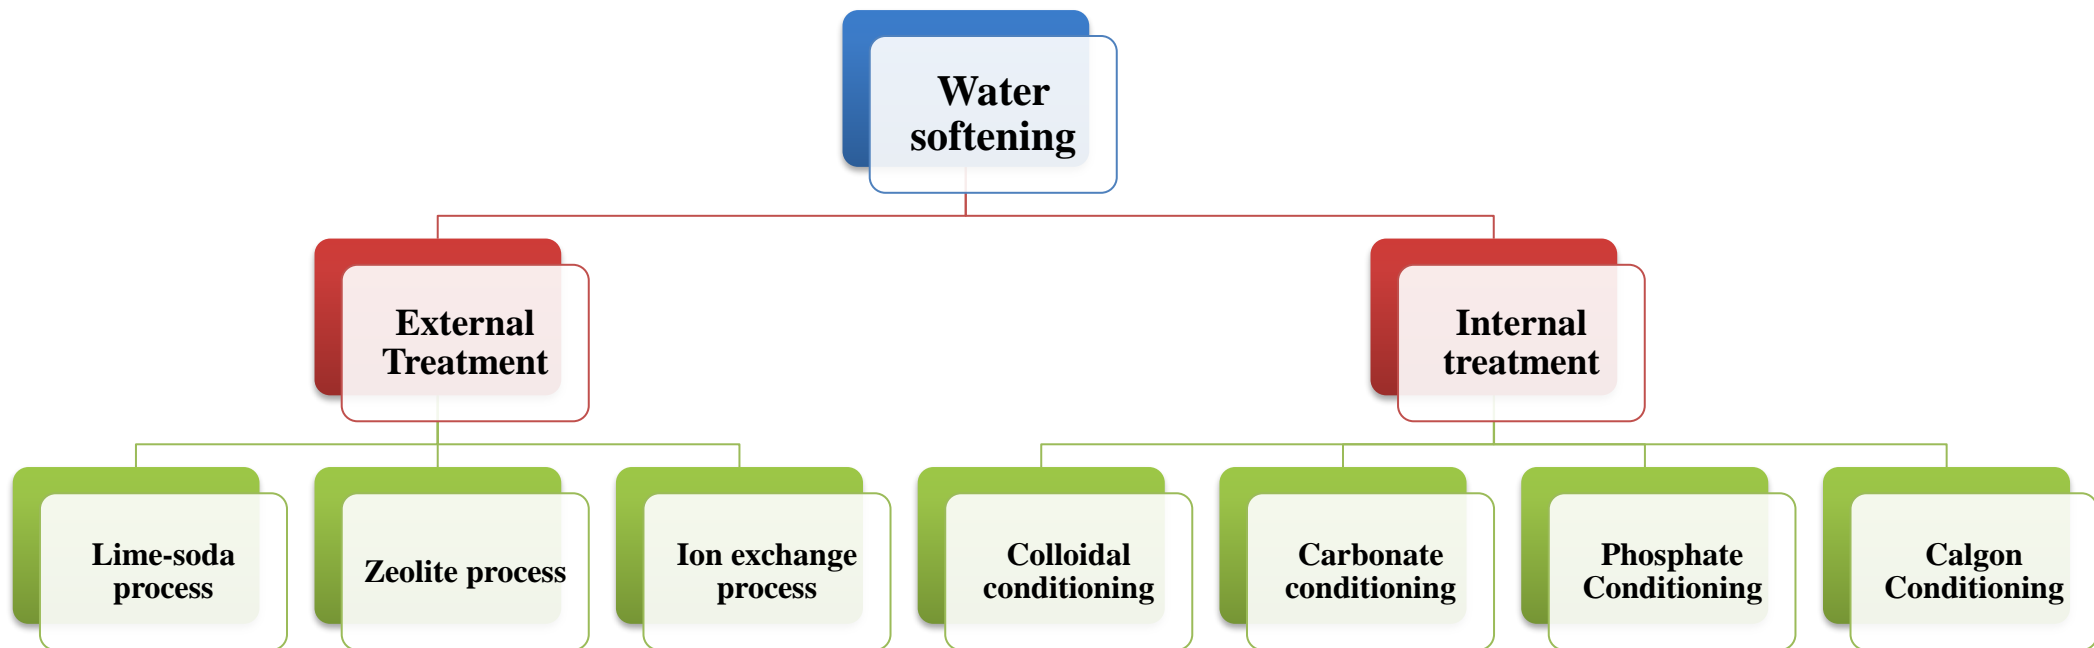 Water
softening
External
Treatment
Internal
treatment
Lime-soda
process
Zeolite process
Ion exchange
process
Colloidal
conditioning
Carbonate
conditioning
Phosphate
Conditioning
Calgon
Conditioning